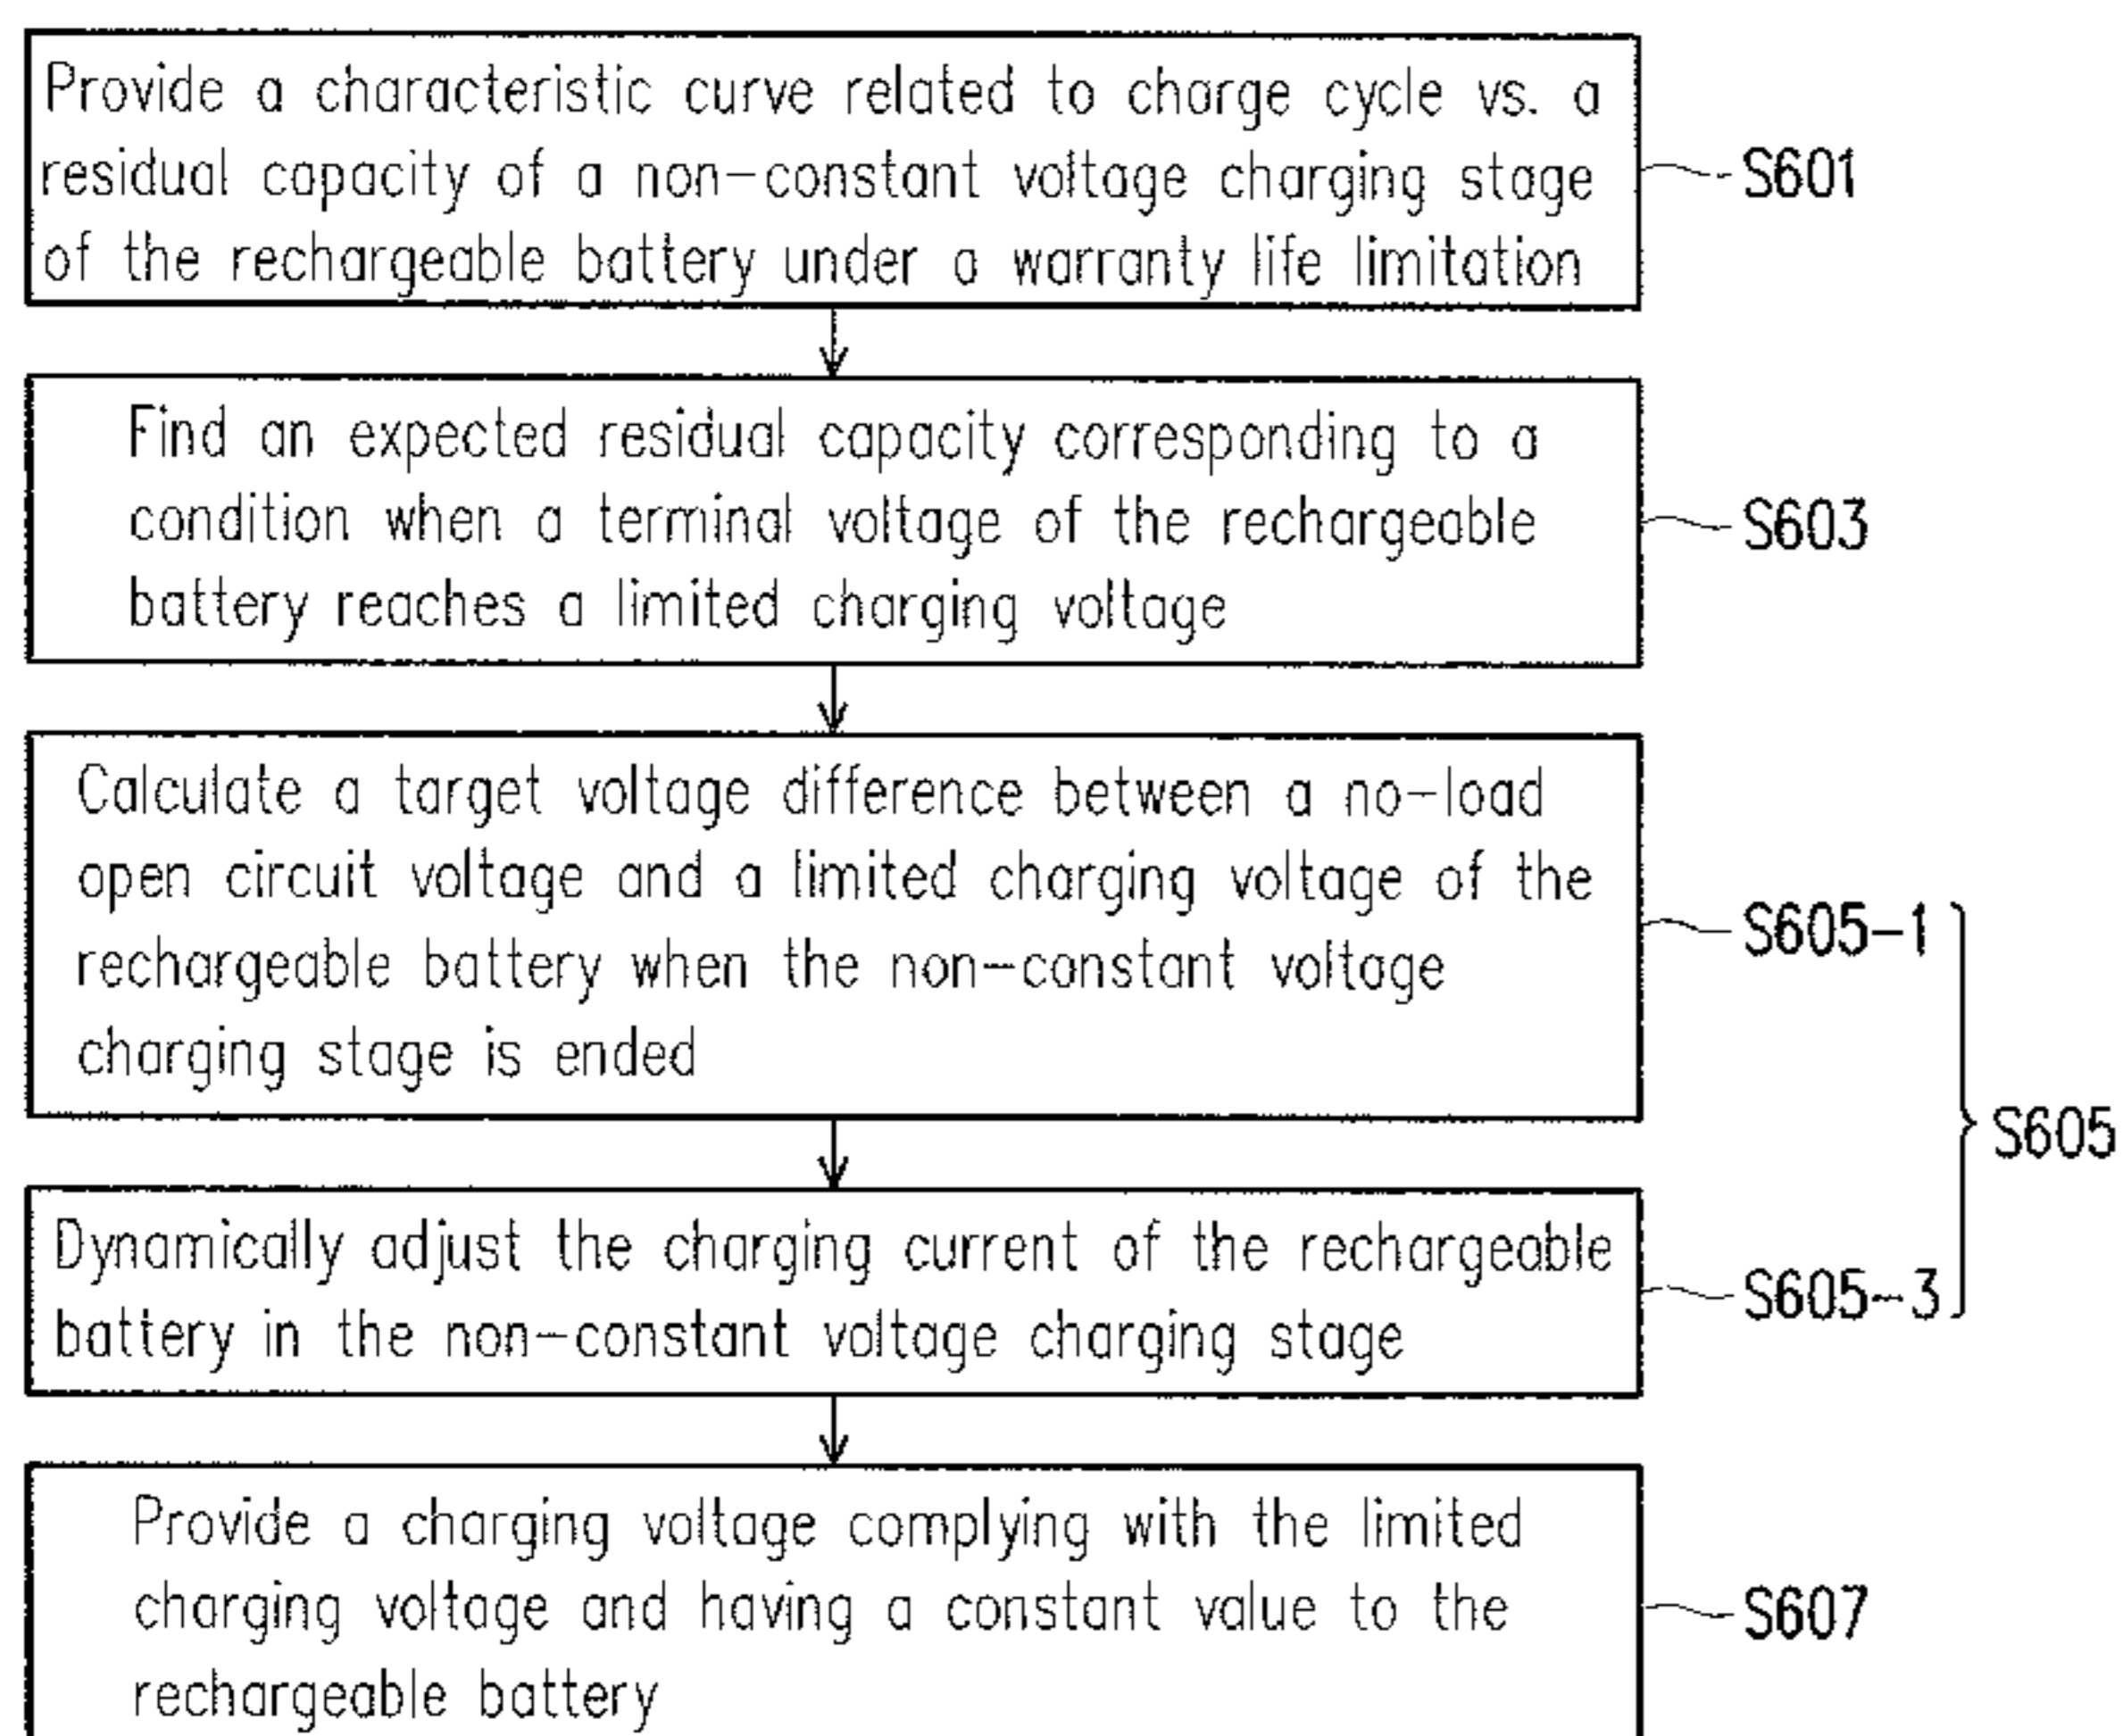 Provide a characteristic curve related to charge cycle vs. a
residual capacity of a non-constant voltage charging stage
of the rechargeable battery under a warranty life limitation
S601
Find an expected residual capacity corresponding to a
condition when a terminal voltage of the rechargeable
battery reaches a limited charging voltage
S603
Calculate a target voltage difference between a no-load
open circuit voltage and a limited charging voltage of the
rechargeable battery when the non-constant voltage
charging stage is ended
S605-1
S605
Dynamically adjust the charging current of the rechargeable
battery in the non-constant voltage charging stage
S605-3
Provide a charging voltage complying with the limited
charging voltage and having a constant value to the
rechargeable battery
S607